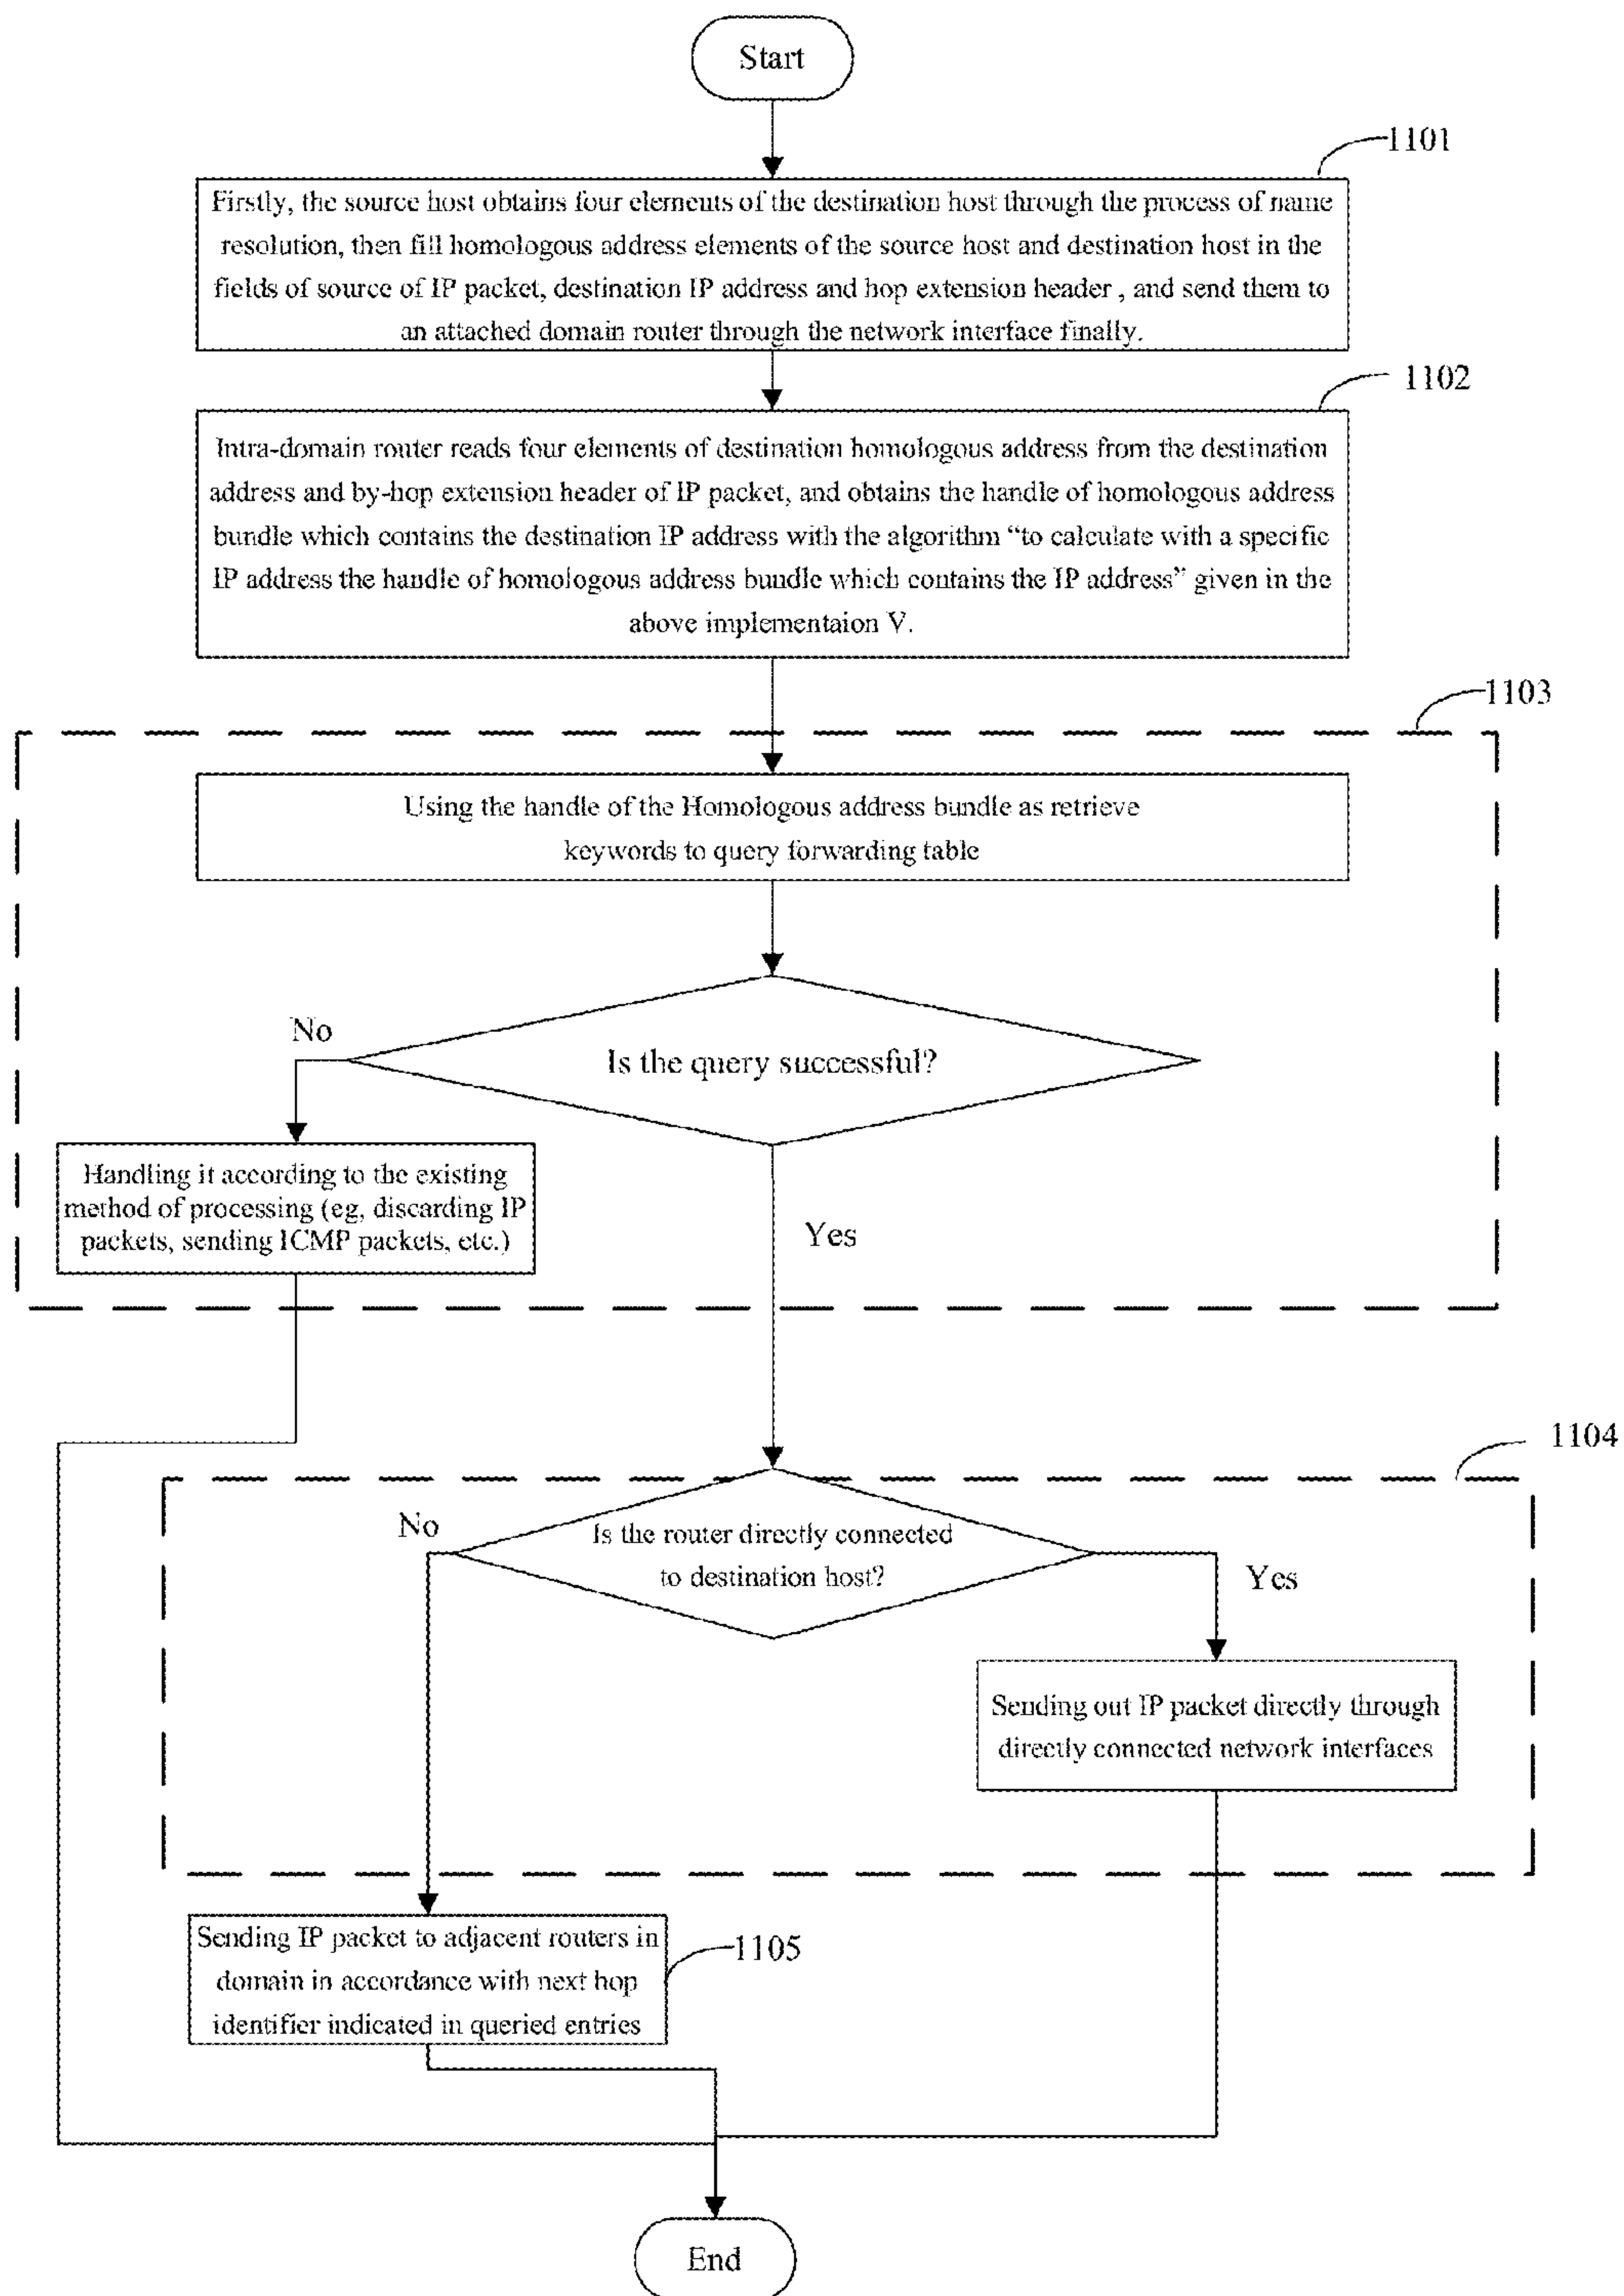 Start
1101
Firstly, the source host obtains four elements of the destination host through the process of name
resolution, then fill homologous address elements of the source host and destination host in the
fields of source of IP packet, destination IP address and hop extension header , and send them to
an attached domain router through the network interface finally.
1102
Intra-domain router reads four elements of destination homologous address from the destination
address and by-hop extension header of IP packet, and obtains the handle of homologous address
bundle which contains the destination IP address with the algorithm “to calculate with a specific
IP address the handle of homologous address bundle which contains the IP address” given in the
above implementaion V.
1103
Using the handle of the Homologous address bundle as retrieve
keywords to query forwarding table
No
Is the query successful?
Handling it according to the existing
method of processing (eg, discarding IP
packets, sending ICMP packets, etc.)
Yes
1104
No
Is the router directly connected
to destination host?
Yes
Sending out IP packet directly through
directly connected network interfaces
Sending IP packet to adjacent routers in
domain in accordance with next hop
identifier indicated in queried entries
1105
End